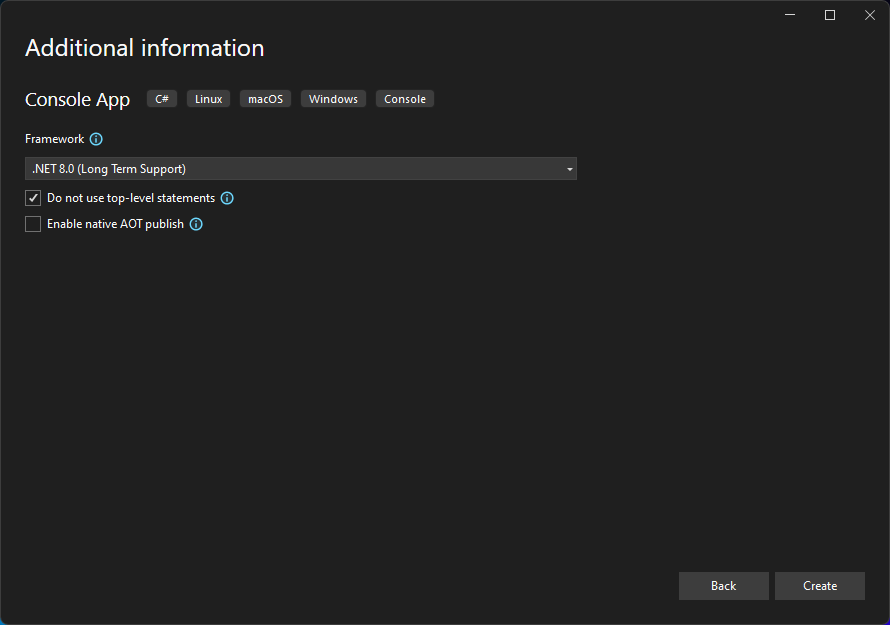 Additional information
Console App C# Linux macOS Windows Console
Framework
.NET 8.0 (Long Term Support)
Do not use top-level statements
Enable native AOT publish
Back Create